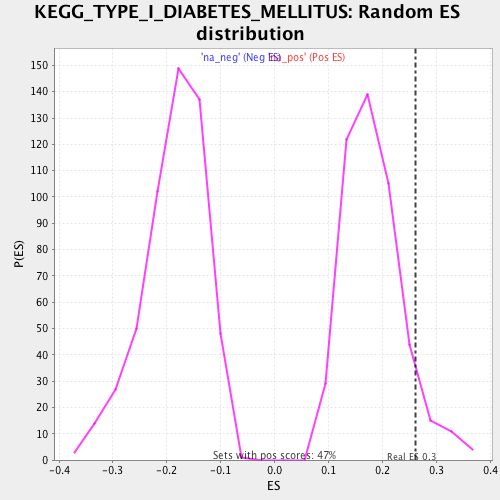 KEGG_TYPE_I_DIABETES_MELLITUS: Random ES
distribution
'na_neg' (Neg ES) 'na_pos' (Pos ES)
150
140
130
120
110
100
90
80
70
60
50
40
30
20
10
0
P(ES)
Sets with pos scores: 47%
Real ES 0.3
-0.4 -0.3 -0.2 -0.1 0.0 0.1 0.2 0.3 0.4
ES